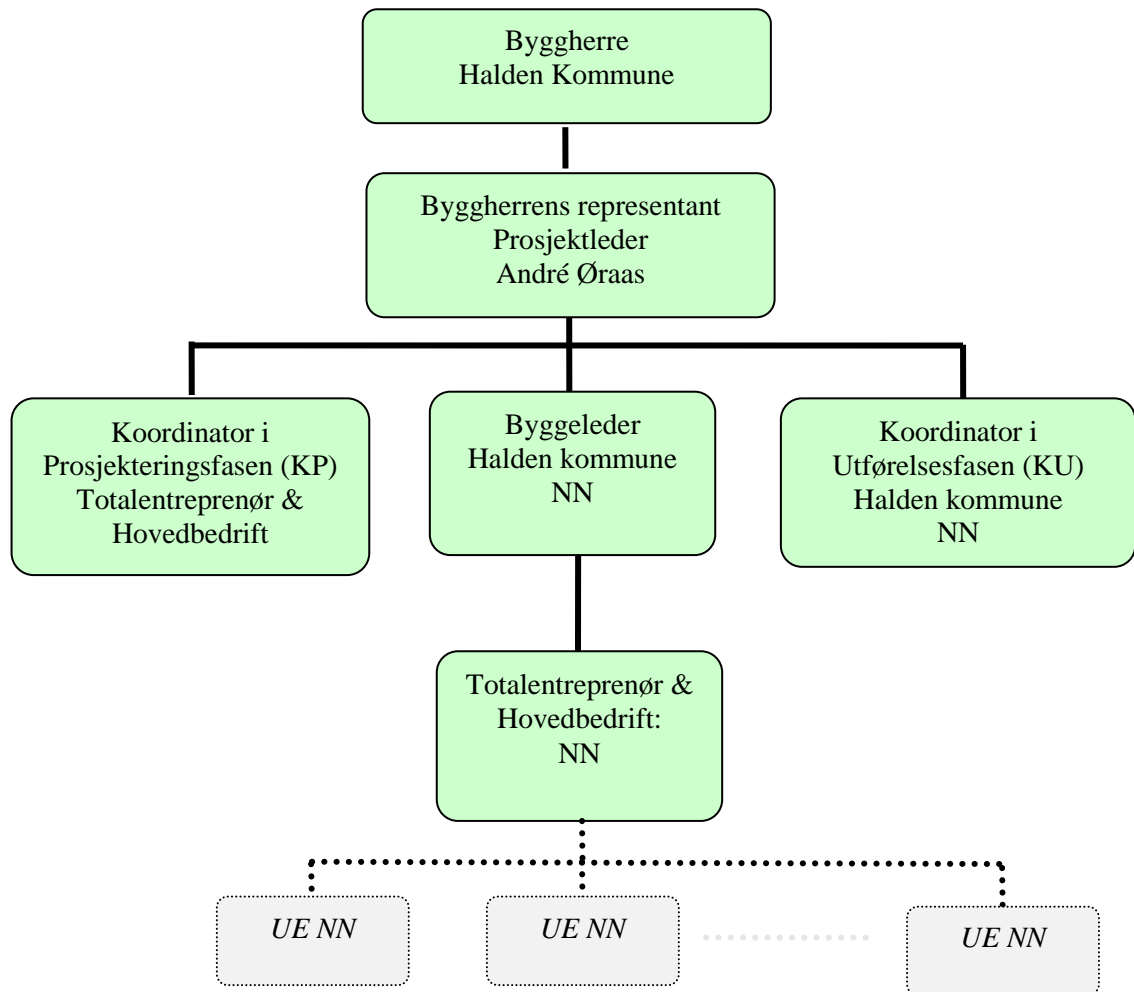 Byggherre
Halden Kommune
Byggherrens representant
Prosjektleder
André Øraas
Koordinator i
Prosjekteringsfasen (KP)
Totalentreprenør &
Hovedbedrift
Byggeleder
Halden kommune
NN
Koordinator i
Utførelsesfasen (KU)
Halden kommune
NN
Totalentreprenør &
Hovedbedrift:
NN
UE NN
UE NN
UE NN